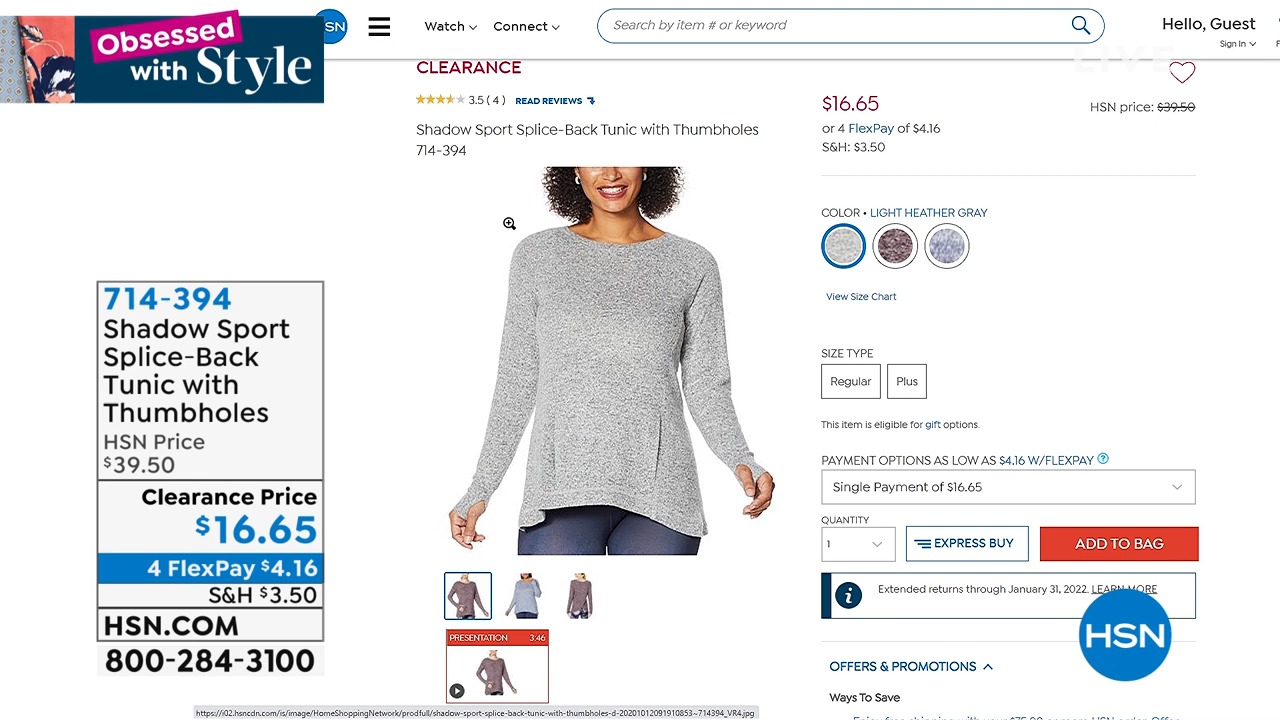 Obsessed
with Style
SN
Watch
Connect
Search by item # or keyword
Hello, Guest
Sign In
F
LIVE
CLEARANCE
3.5 ( 4 ) READ REVIEWS
Shadow Sport Splice-Back Tunic with Thumbholes
714-394
$16.65
HSN price: $39.50
or 4 FlexPay of $4.16
S&H: $3.50
COLOR • LIGHT HEATHER GRAY
View Size Chart
SIZE TYPE
Regular
Plus
This item is eligible for gift options.
PAYMENT OPTIONS AS LOW AS $4.16 W/FLEXPAY ?
Single Payment of $16.65
QUANTITY
1
EXPRESS BUY
ADD TO BAG
i
Extended returns through January 31, 2022. LEARN MORE
HSN
OFFERS & PROMOTIONS
Ways To Save
714-394
Shadow Sport
Splice-Back
Tunic with
Thumbholes
HSN Price
$39.50
Clearance Price
$16.65
4 FlexPay $4.16
S&H $3.50
HSN.COM
800-284-3100
PRESENTATION 3:46
https://i02.hsncdn.com/is/image/HomeShoppingNetwork/prodfull/shadow-sport-splice-back-tunic-with-thumbholes-d-20201012091910853~714394_VR4.jpg